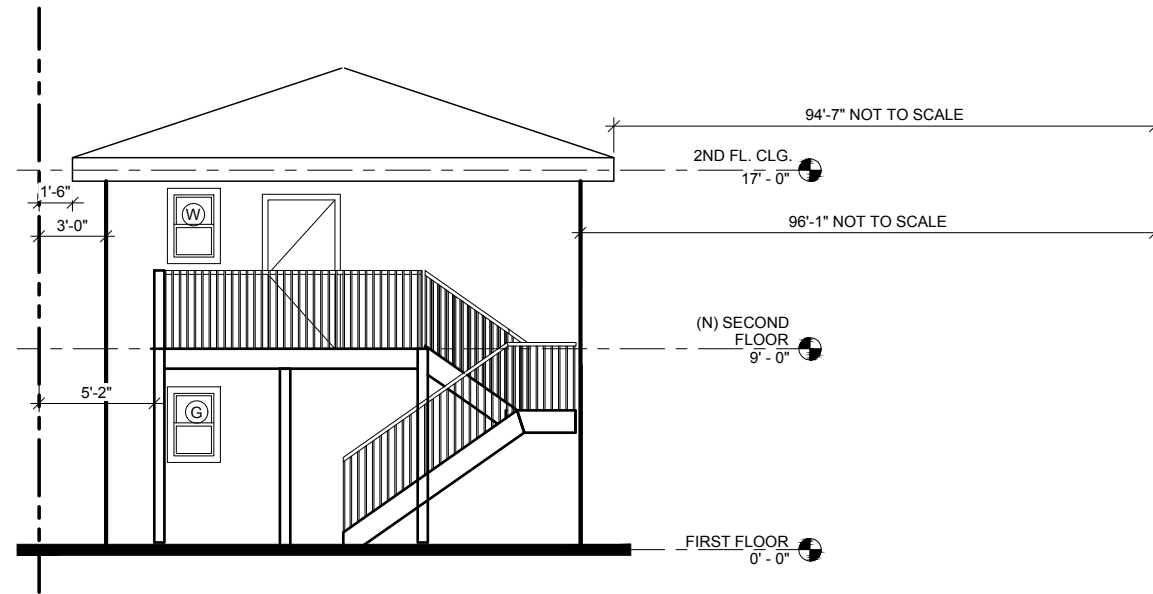 94'-7" NOT TO SCALE
2ND FL. CLG.
17' - 0"
1'-6"
W
3'-0"
96'-1" NOT TO SCALE
(N) SECOND
FLOOR
9' - 0"
5'-2"
G
FIRST FLOOR
0' - 0"